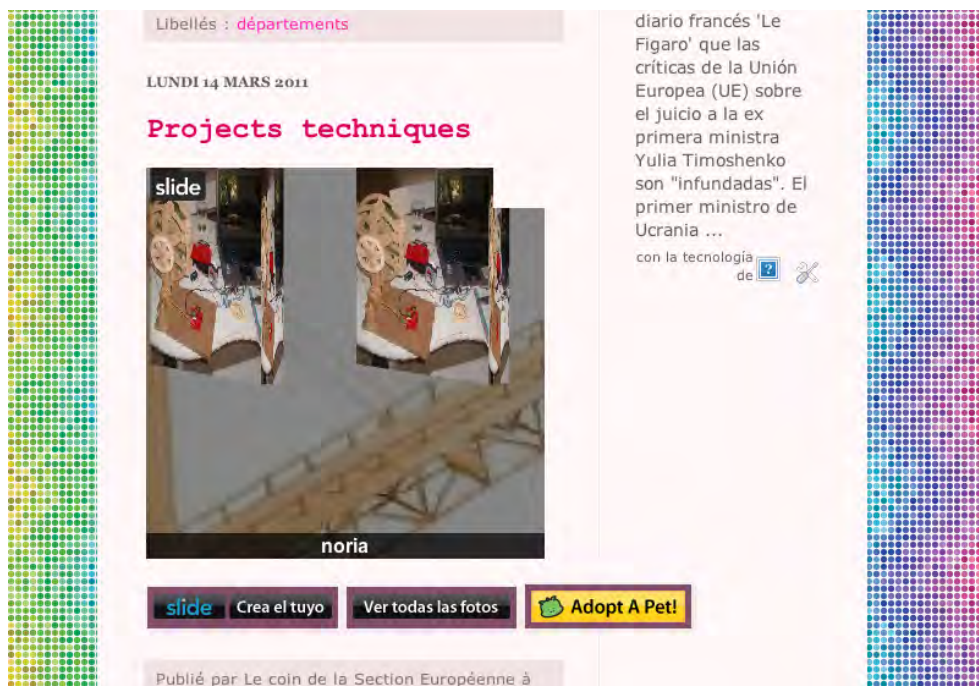 Libellés : départements
LUNDI 14 MARS 2011
Projects techniques
slide
noria
slide Crea el tuyo
Ver todas las fotos
Adopt A Pet!
Publié par Le coin de la Section Européenne à
diario francés 'Le
Figaro' que las
críticas de la Unión
Europea (UE) sobre
el juicio a la ex
primera ministra
Yulia Timoshenko
son "infundadas". El
primer ministro de
Ucrania ...
con la tecnología
de ?